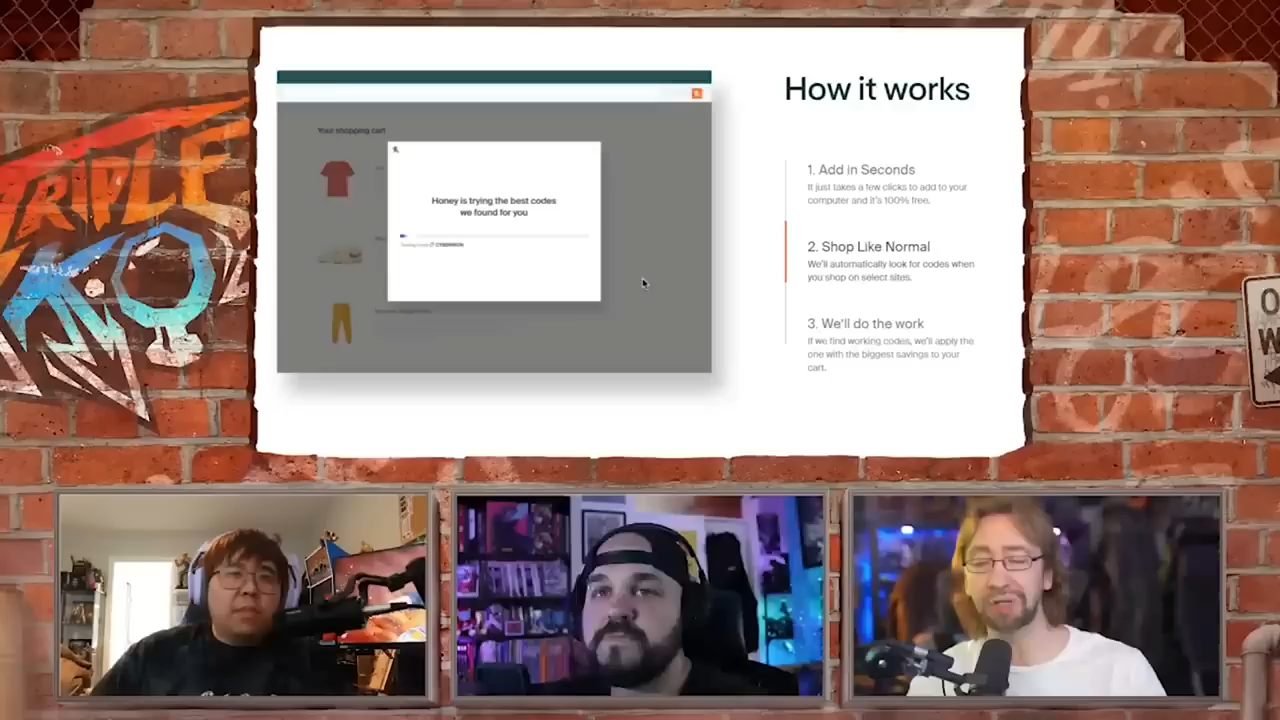 TRIPLE
K.O.
How it works
Your shopping cart
Honey is trying the best codes
we found for you
1. Add in Seconds
It just takes a few clicks to add to your
computer and it's 100% free.
2. Shop Like Normal
We'll automatically look for codes when
you shop on select sites.
3. We'll do the work
If we find working codes, we'll apply the
one with the biggest savings to your
cart.